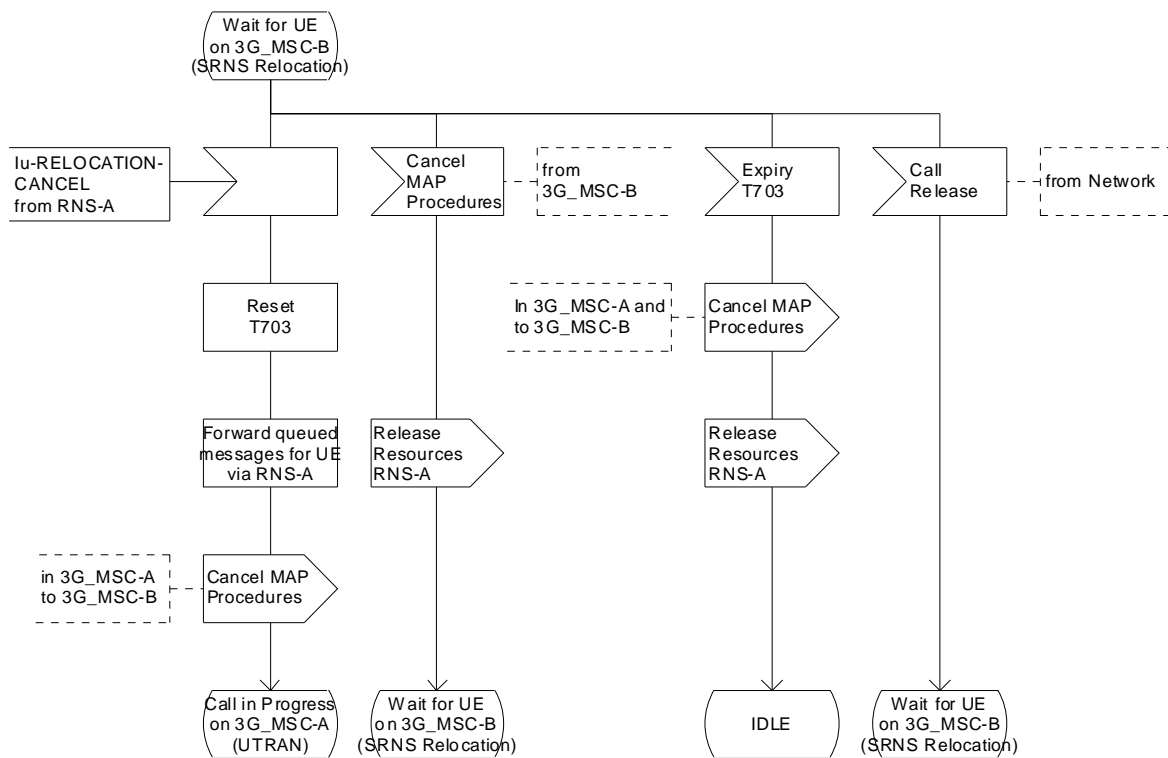 Wait for UE
on 3G_MSC-B
(SRNS Relocation)
Iu-RELOCATION-
CANCEL
from RNS-A
Cancel
MAP
Procedures
from
3G_MSC-B
Expiry
T703
Call
Release
from Network
Reset
T703
In 3G_MSC-A and
to 3G_MSC-B
Cancel MAP
Procedures
Forward queued
messages for UE
via RNS-A
Release
Resources
RNS-A
Release
Resources
RNS-A
in 3G_MSC-A
to 3G_MSC-B
Cancel MAP
Procedures
Call in Progress
on 3G_MSC-A
(UTRAN)
Wait for UE
on 3G_MSC-B
(SRNS Relocation)
IDLE
Wait for UE
on 3G_MSC-B
(SRNS Relocation)